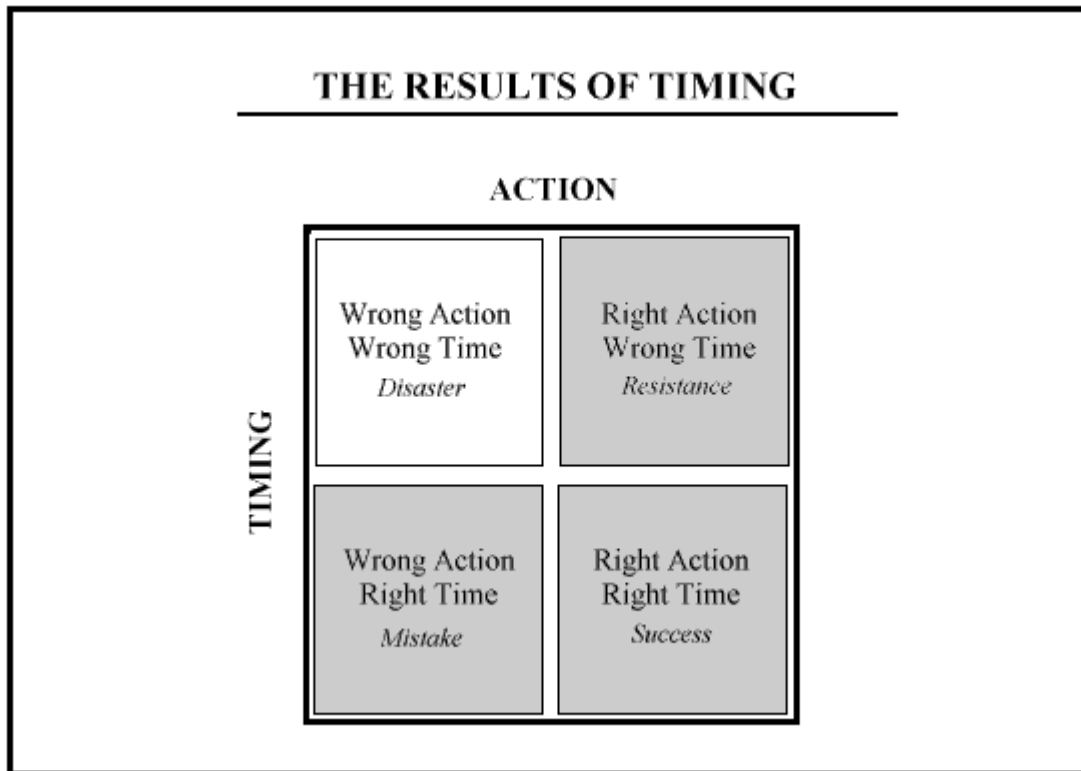 THE RESULTS OF TIMING
ACTION
TIMING
Wrong Action
Wrong Time
Disaster
Right Action
Wrong Time
Resistance
Wrong Action
Right Time
Mistake
Right Action
Right Time
Success